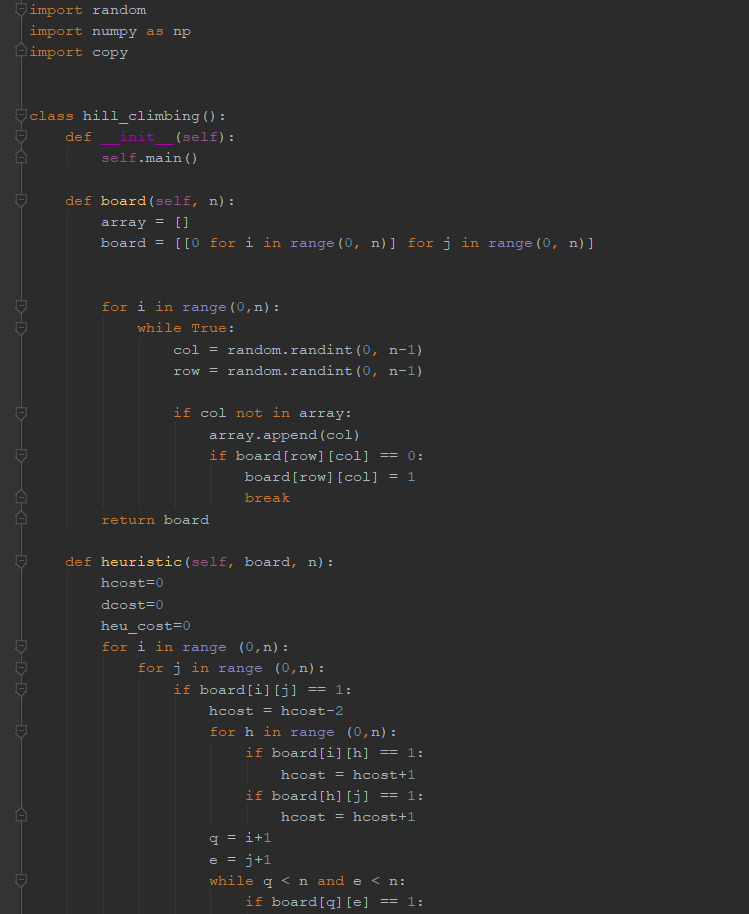 import random
import numpy as np
import copy
class hill_climbing():
    def __init__(self):
        self.main()
    def board(self, n):
        array = []
        board = [[0 for i in range(0, n)] for j in range(0, n)]
        for i in range(0,n):
            while True:
                col = random.randint(0, n-1)
                row = random.randint(0, n-1)
                if col not in array:
                    array.append(col)
                    if board[row][col] == 0:
                        board[row][col] = 1
                        break
        return board
    def heuristic(self, board, n):
        hcost=0
        dcost=0
        heu_cost=0
        for i in range (0,n):
            for j in range (0,n):
                if board[i][j] == 1:
                    hcost = hcost-2
                    for h in range (0,n):
                        if board[i][h] == 1:
                            hcost = hcost+1
                        if board[h][j] == 1:
                            hcost = hcost+1
                    q = i+1
                    e = j+1
                    while q < n and e < n:
                        if board[q][e] == 1: